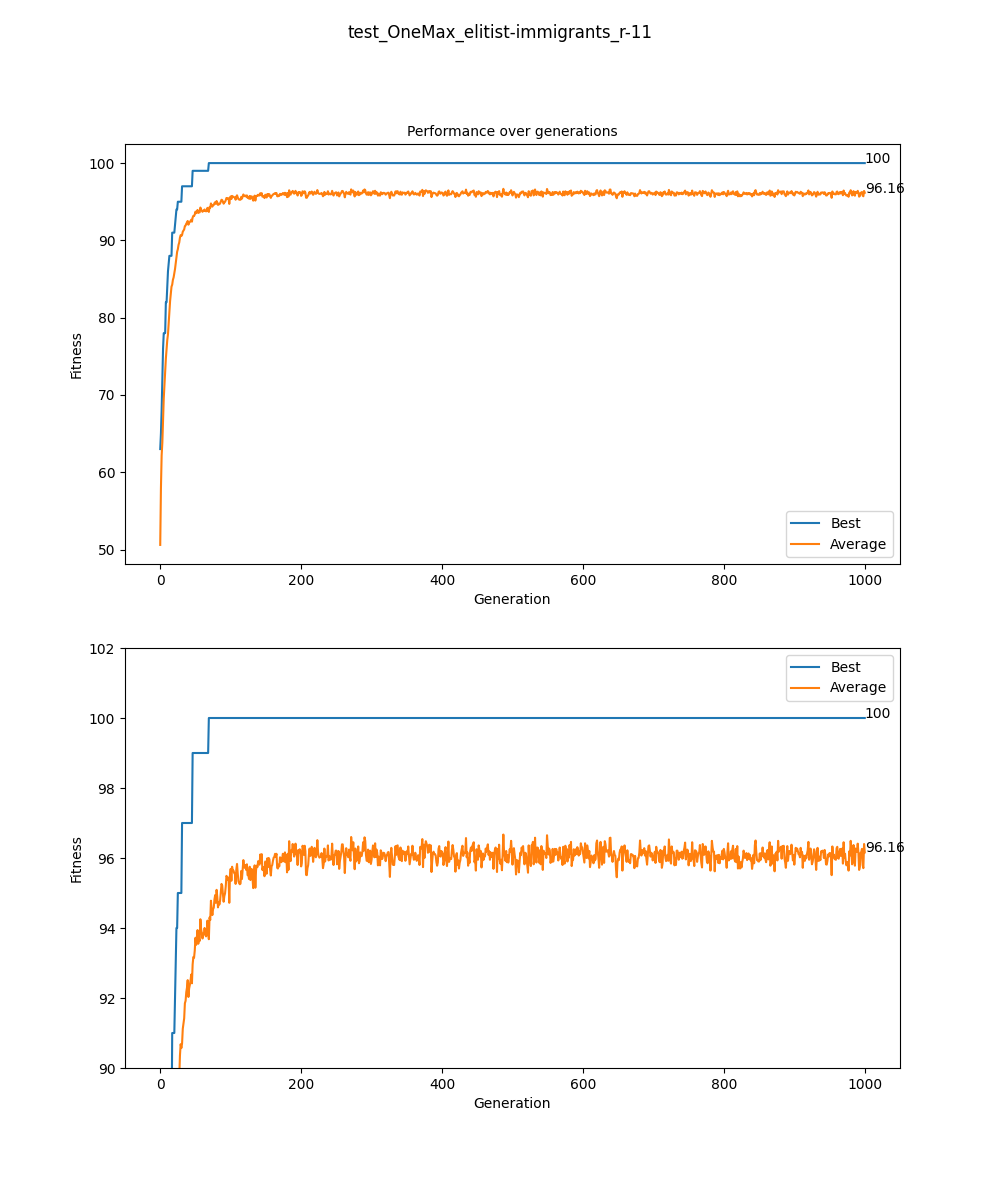 test_OneMax_elitist-immigrants_r-11
Performance over generations
100
96.16
100
90
80
70
60
50
Fitness
Best
Average
0 200 400 600 800 1000
Generation
102
100
98
96
94
92
90
Fitness
Best
Average
100
96.16
0 200 400 600 800 1000
Generation